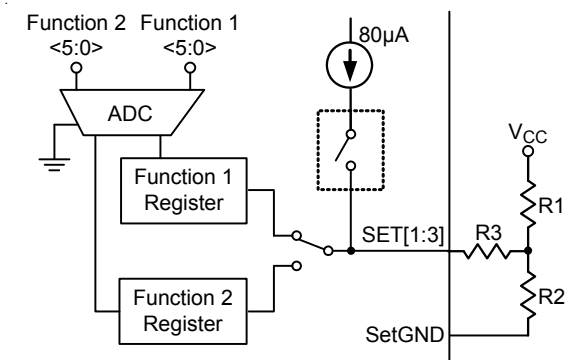 Function 2 Function 1
<5:0> <5:0>
80µA
ADC
VCC
Function 1
Register
R1
SET[1:3]
R3
Function 2
Register
R2
SetGND